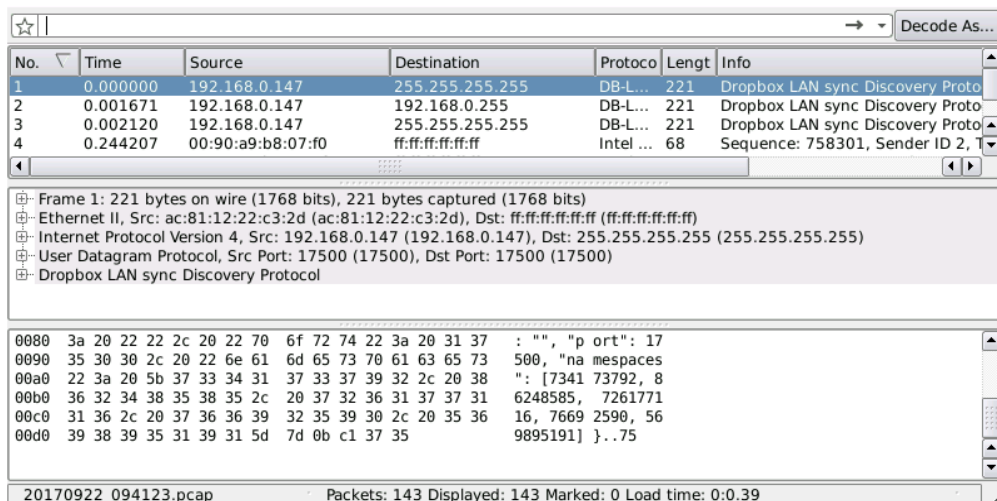 Decode As...
No. Time Source Destination Protoco Lengt Info
1 0.000000 192.168.0.147 255.255.255.255 DB-L... 221 Dropbox LAN sync Discovery Proto
2 0.001671 192.168.0.147 192.168.0.255 DB-L... 221 Dropbox LAN sync Discovery Proto
3 0.002120 192.168.0.147 255.255.255.255 DB-L... 221 Dropbox LAN sync Discovery Proto
4 0.244207 00:90:a9:b8:07:f0 ff:ff:ff:ff:ff:ff Intel ... 68 Sequence: 758301, Sender ID 2, T
Frame 1: 221 bytes on wire (1768 bits), 221 bytes captured (1768 bits)
Ethernet II, Src: ac:81:12:22:c3:2d (ac:81:12:22:c3:2d), Dst: ff:ff:ff:ff:ff:ff (ff:ff:ff:ff:ff:ff)
Internet Protocol Version 4, Src: 192.168.0.147 (192.168.0.147), Dst: 255.255.255.255 (255.255.255.255)
User Datagram Protocol, Src Port: 17500 (17500), Dst Port: 17500 (17500)
Dropbox LAN sync Discovery Protocol
0080 3a 20 22 22 2c 20 22 70 6f 72 74 22 3a 20 31 37 : "", "p ort": 17
0090 35 30 30 2c 20 22 6e 61 6d 65 73 70 61 63 65 73 500, "na mespaces
00a0 22 3a 20 5b 37 33 34 31 37 33 37 39 32 2c 20 38 ": [7341 73792, 8
00b0 36 32 34 38 35 38 35 2c 20 37 32 36 31 37 37 31 6248585, 7261771
00c0 31 36 2c 20 37 36 36 39 32 35 39 30 2c 20 35 36 16, 7669 2590, 56
00d0 39 38 39 35 31 39 31 5d 7d 0b c1 37 35 9895191] }..75
20170922_094123.pcap Packets: 143 Displayed: 143 Marked: 0 Load time: 0:0.39